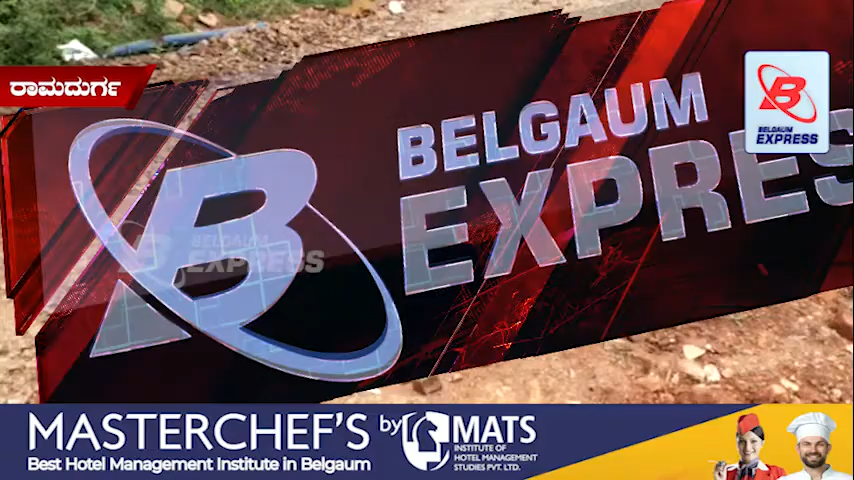 ರಾಮದುರ್ಗ
BELGAUM
EXPRESS
BELGAUM
EXPRES
BELGAUM
EXPRESS
MASTERCHEF'S by MATS
INSTITUTE OF
HOTEL MANAGEMENT
STUDIES PVT. LTD.
Best Hotel Management Institute in Belgaum